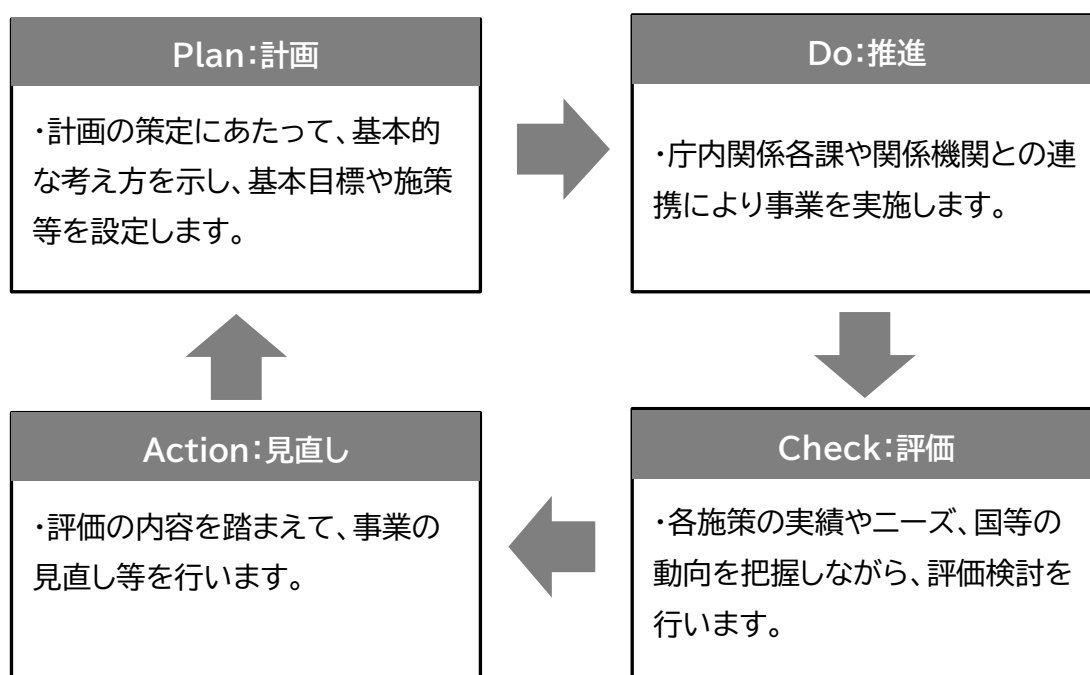 Plan:計画
・計画の策定にあたって、基本的
な考え方を示し、基本目標や施策
等を設定します。
Do:推進
・庁内関係各課や関係機関との連
携により事業を実施します。
Check:評価
・各施策の実績やニーズ、国等の
動向を把握しながら、評価検討を
行います。
Action:見直し
・評価の内容を踏まえて、事業の
見直し等を行います。